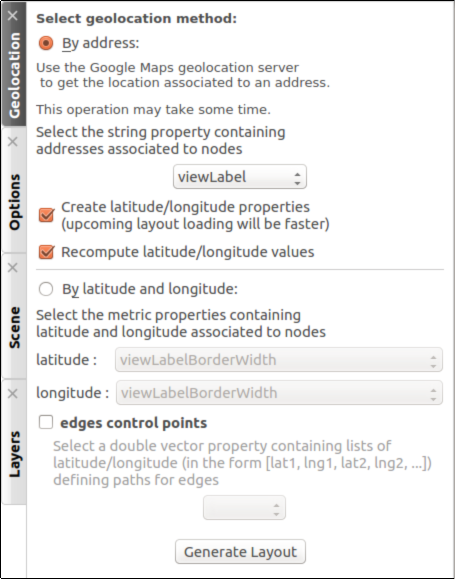 Select geolocation method:
By address:
Use the Google Maps geolocation server
to get the location associated to an address.
This operation may take some time.
Select the string property containing
addresses associated to nodes
viewLabel
Create latitude/longitude properties
(upcoming layout loading will be faster)
Recompute latitude/longitude values
By latitude and longitude:
Select the metric properties containing
latitude and longitude associated to nodes
latitude : viewLabelBorderWidth
longitude : viewLabelBorderWidth
edges control points
Select a double vector property containing lists of
latitude/longitude (in the form [lat1, lng1, lat2, lng2, ...])
defining paths for edges
Generate Layout
Geolocation
Options
Scene
Layers